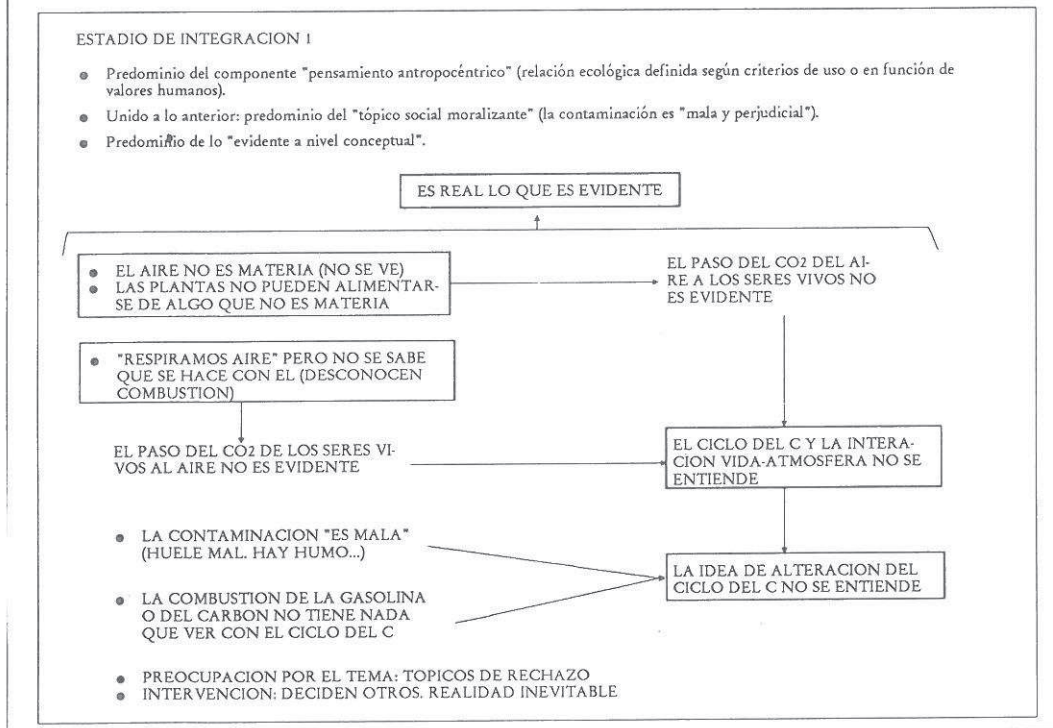 ESTADIO DE INTEGRACION 1
● Predominio del componente "pensamiento antropocéntrico" (relación ecológica definida según criterios de uso o en función de
valores humanos).
● Unido a lo anterior: predominio del "tópico social moralizante" (la contaminación es "mala y perjudicial").
● Predominio de lo "evidente a nivel conceptual".
ES REAL LO QUE ES EVIDENTE
● EL AIRE NO ES MATERIA (NO SE VE)
● LAS PLANTAS NO PUEDEN ALIMENTAR-
SE DE ALGO QUE NO ES MATERIA
EL PASO DEL CO2 DEL AI-
RE A LOS SERES VIVOS NO
ES EVIDENTE
● "RESPIRAMOS AIRE" PERO NO SE SABE
QUE SE HACE CON EL (DESCONOCEN
COMBUSTION)
EL PASO DEL CO2 DE LOS SERES VI-
VOS AL AIRE NO ES EVIDENTE
EL CICLO DEL C Y LA INTERA-
CION VIDA-ATMOSFERA NO SE
ENTIENDE
● LA CONTAMINACION "ES MALA"
(HUELE MAL. HAY HUMO...)
● LA COMBUSTION DE LA GASOLINA
O DEL CARBON NO TIENE NADA
QUE VER CON EL CICLO DEL C
LA IDEA DE ALTERACION DEL
CICLO DEL C NO SE ENTIENDE
● PREOCUPACION POR EL TEMA: TOPICOS DE RECHAZO
● INTERVENCION: DECIDEN OTROS. REALIDAD INEVITABLE